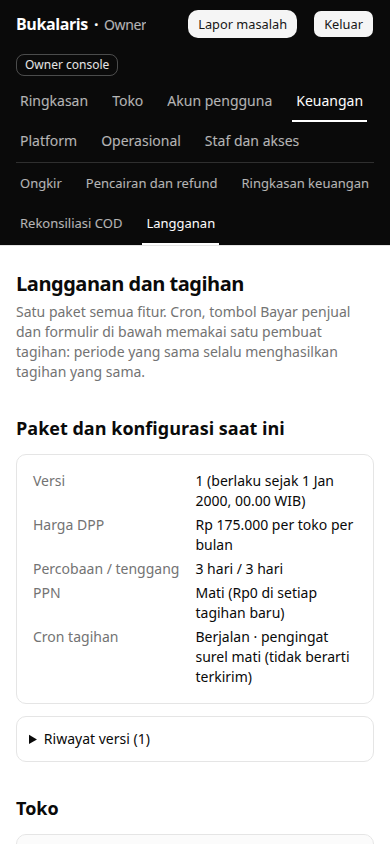 Bukalaris · Owner
Lapor masalah
Keluar
Owner console
Ringkasan Toko Akun pengguna Keuangan
Platform Operasional Staf dan akses
Ongkir Pencairan dan refund Ringkasan keuangan
Rekonsiliasi COD Langganan
Langganan dan tagihan
Satu paket semua fitur. Cron, tombol Bayar penjual
dan formulir di bawah memakai satu pembuat
tagihan: periode yang sama selalu menghasilkan
tagihan yang sama.
Paket dan konfigurasi saat ini
Versi 1 (berlaku sejak 1 Jan
2000, 00.00 WIB)
Harga DPP Rp 175.000 per toko per
bulan
Percobaan / tenggang 3 hari / 3 hari
PPN Mati (Rp0 di setiap
tagihan baru)
Cron tagihan Berjalan · pengingat
surel mati (tidak berarti
terkirim)
Riwayat versi (1)
Toko